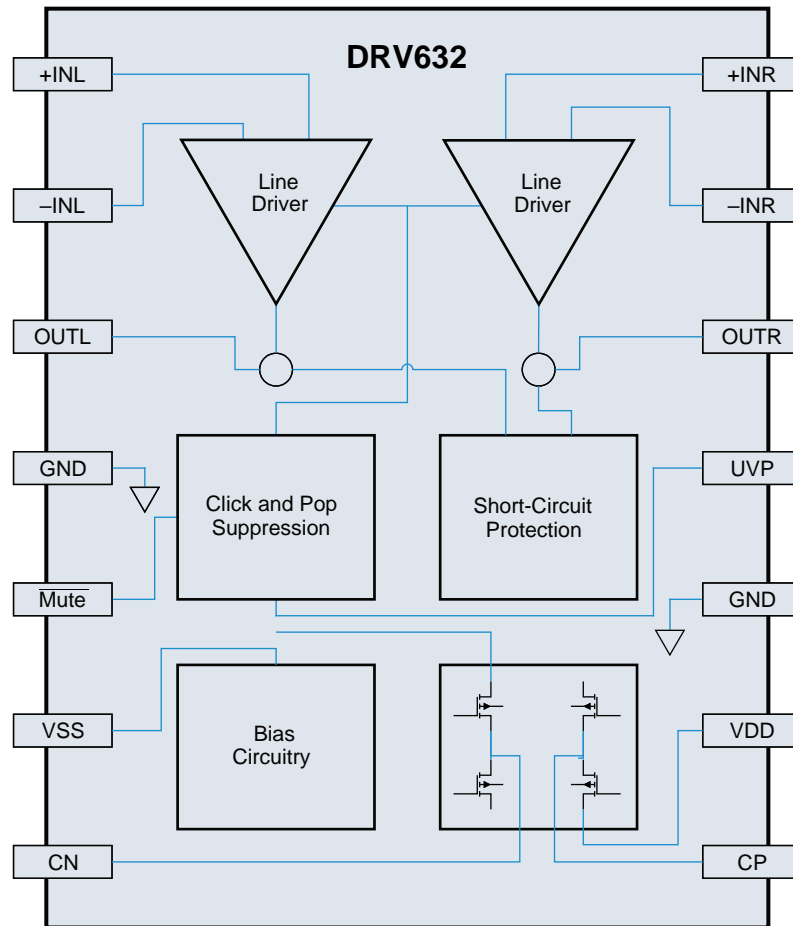 DRV632
+INL
+INR
Line
Driver
Line
Driver
–INL
–INR
OUTL
OUTR
GND
UVP
Click and Pop
Suppression
Short-Circuit
Protection
Mute
GND
VSS
Bias
Circuitry
VDD
CN
CP